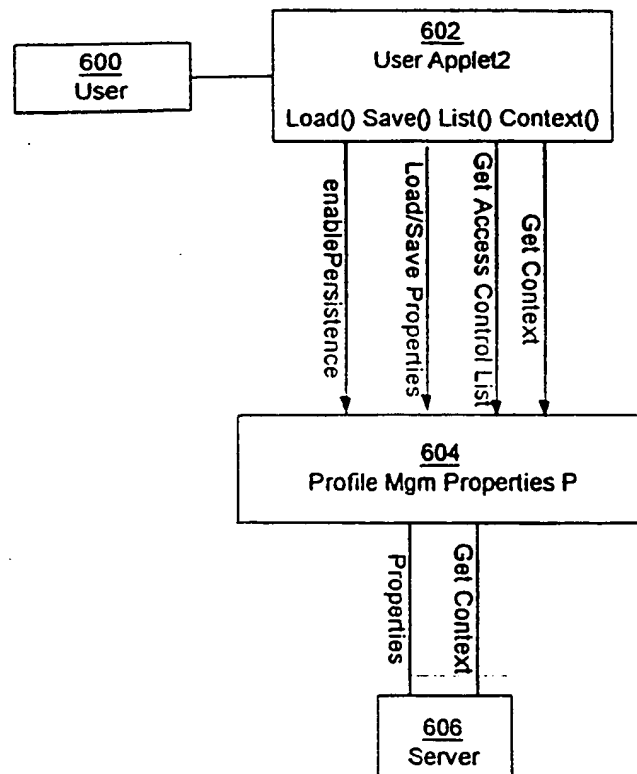 602
User Applet2
600
User
Load() Save() List() Context()
enablePersistence
Load/Save Properties
Get Access Control List
Get Context
604
Profile Mgm Properties P
Properties
Get Context
606
Server